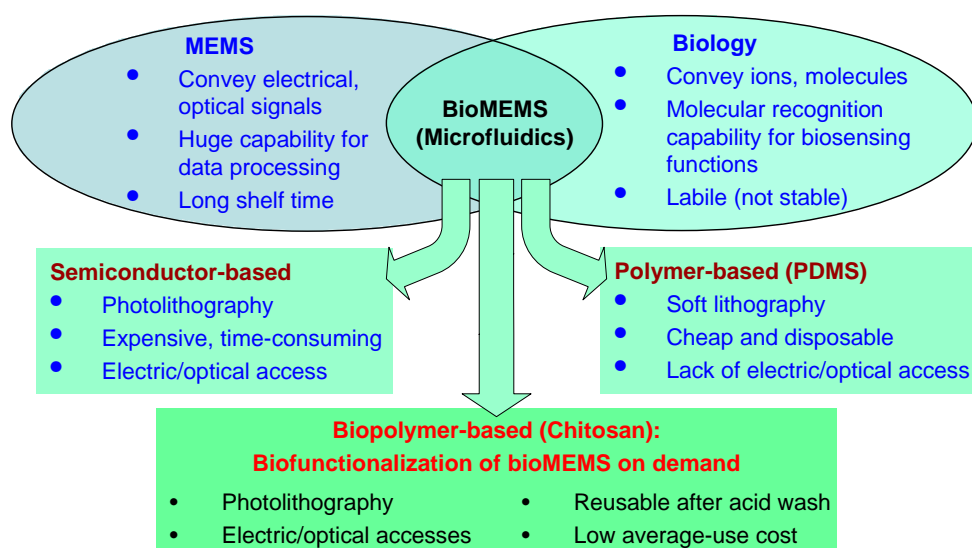 MEMS
• Convey electrical,
optical signals
• Huge capability for
data processing
• Long shelf time
BioMEMS
(Microfluidics)
Biology
• Convey ions, molecules
• Molecular recognition
capability for biosensing
functions
• Labile (not stable)
Semiconductor-based
• Photolithography
• Expensive, time-consuming
• Electric/optical access
Polymer-based (PDMS)
• Soft lithography
• Cheap and disposable
• Lack of electric/optical access
Biopolymer-based (Chitosan):
Biofunctionalization of bioMEMS on demand
• Photolithography
• Electric/optical accesses
• Reusable after acid wash
• Low average-use cost